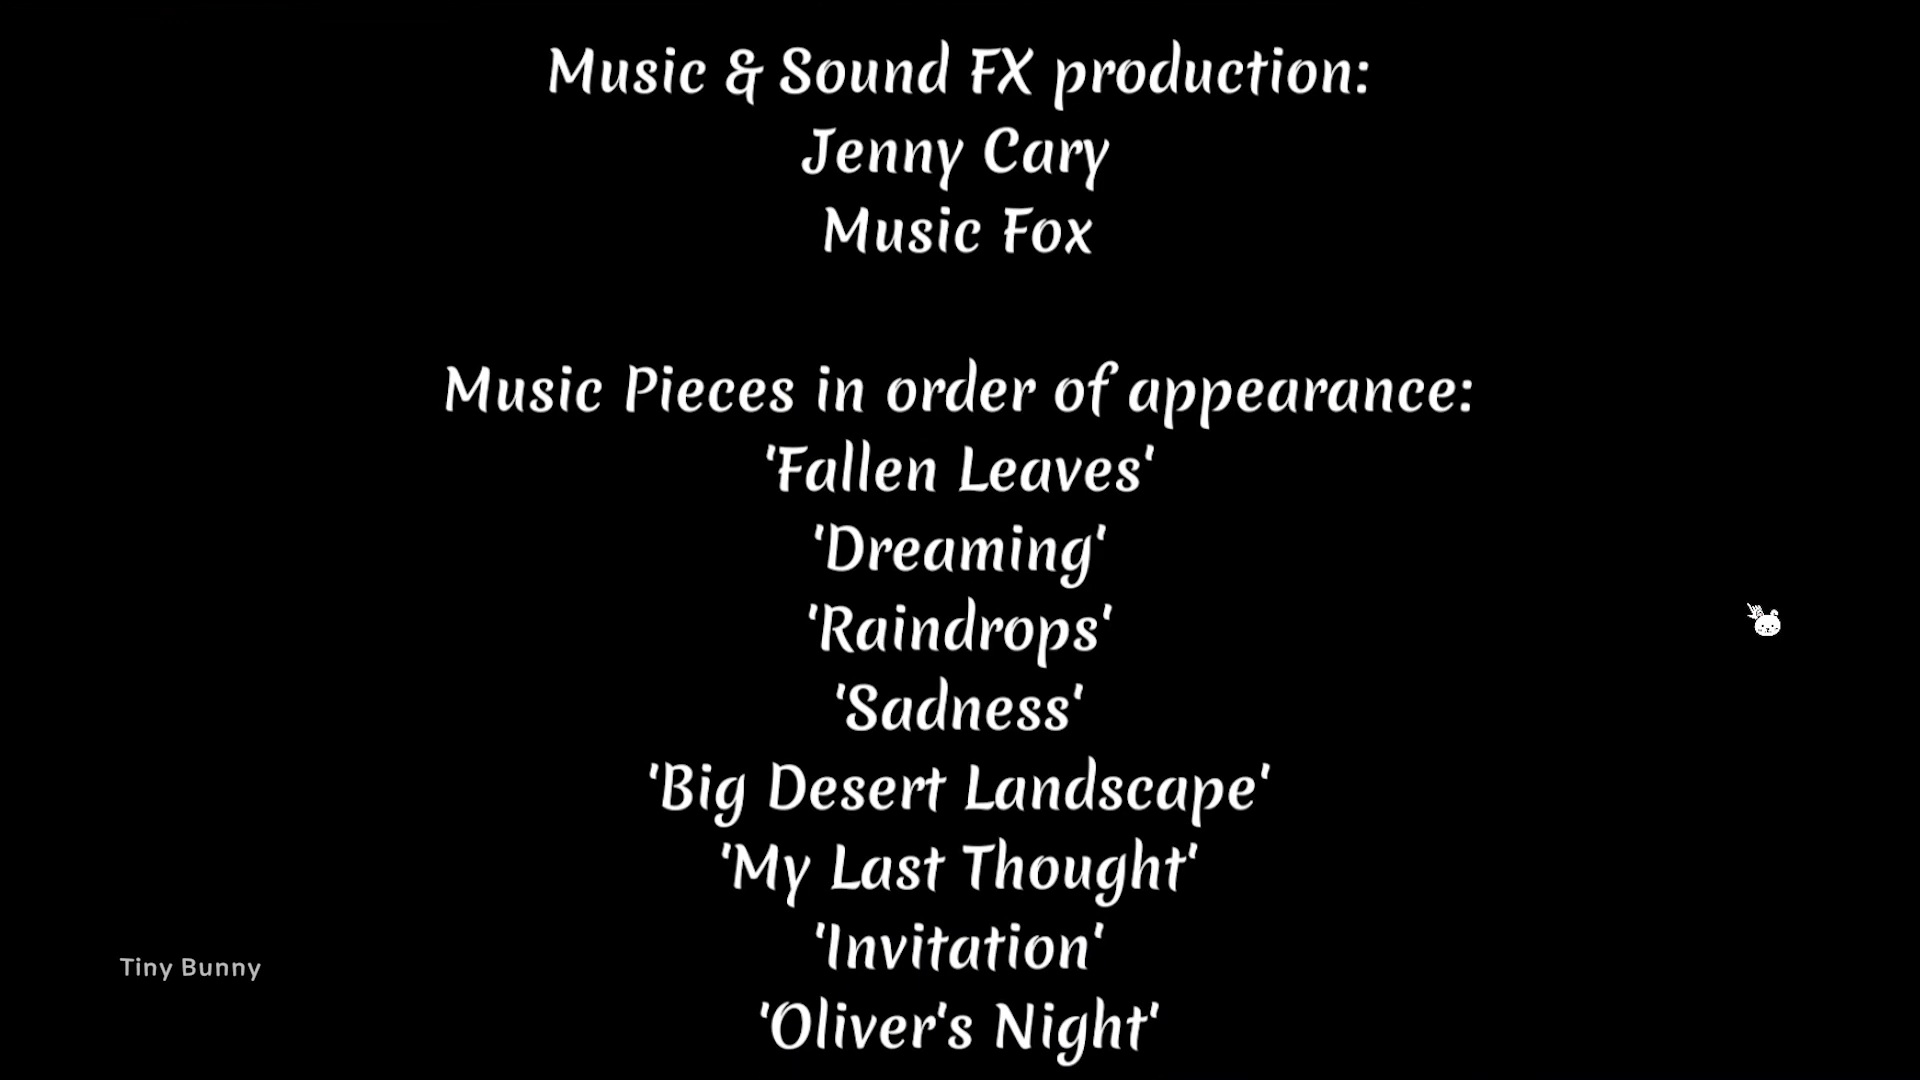 Music & Sound FX production:
Jenny Cary
Music Fox
Music Pieces in order of appearance:
'Fallen Leaves'
'Dreaming'
'Raindrops'
'Sadness'
'Big Desert Landscape'
'My Last Thought'
'Invitation'
'Oliver's Night'
Tiny Bunny